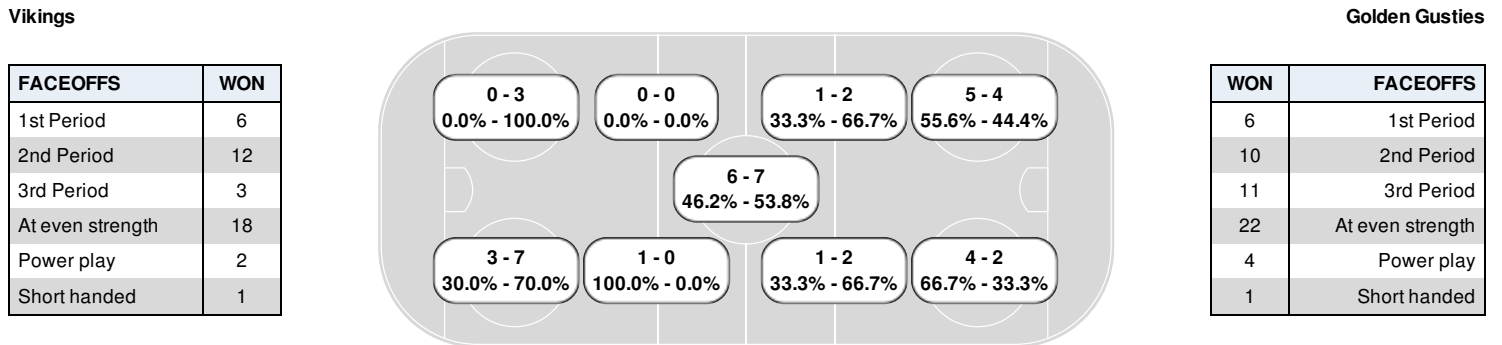 Vikings
Golden Gusties
FACEOFFS WON
1st Period 6
2nd Period 12
3rd Period 3
At even strength 18
Power play 2
Short handed 1
0 - 3
0.0% - 100.0%
0 - 0
0.0% - 0.0%
1 - 2
33.3% - 66.7%
5 - 4
55.6% - 44.4%
6 - 7
46.2% - 53.8%
3 - 7
30.0% - 70.0%
1 - 0
100.0% - 0.0%
1 - 2
33.3% - 66.7%
4 - 2
66.7% - 33.3%
WON FACEOFFS
6 1st Period
10 2nd Period
11 3rd Period
22 At even strength
4 Power play
1 Short handed